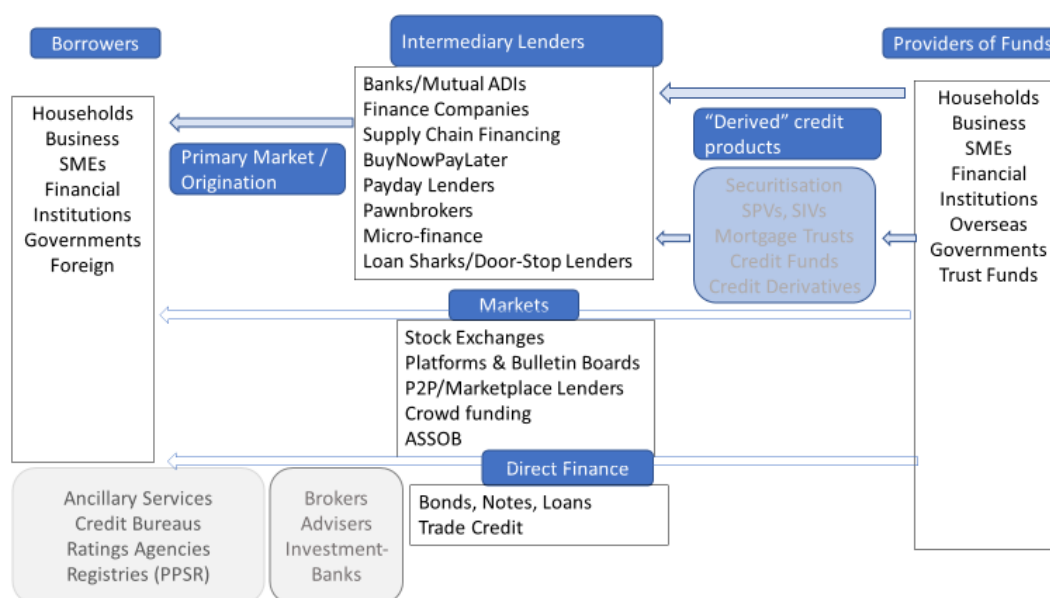 Borrowers
Households
Business
SMEs
Financial
Institutions
Governments
Foreign
Primary Market /
Origination
Intermediary Lenders
Banks/Mutual ADIs
Finance Companies
Supply Chain Financing
BuyNowPayLater
Payday Lenders
Pawnbrokers
Micro-finance
Loan Sharks/Door-Stop Lenders
“Derived” credit
products
Securitisation
SPVs, SIVs
Mortgage Trusts
Credit Funds
Credit Derivatives
Providers of Funds
Households
Business
SMEs
Financial
Institutions
Overseas
Governments
Trust Funds
Markets
Stock Exchanges
Platforms & Bulletin Boards
P2P/Marketplace Lenders
Crowd funding
ASSOB
Direct Finance
Bonds, Notes, Loans
Trade Credit
Ancillary Services
Credit Bureaus
Ratings Agencies
Registries (PPSR)
Brokers
Advisers
Investment-
Banks